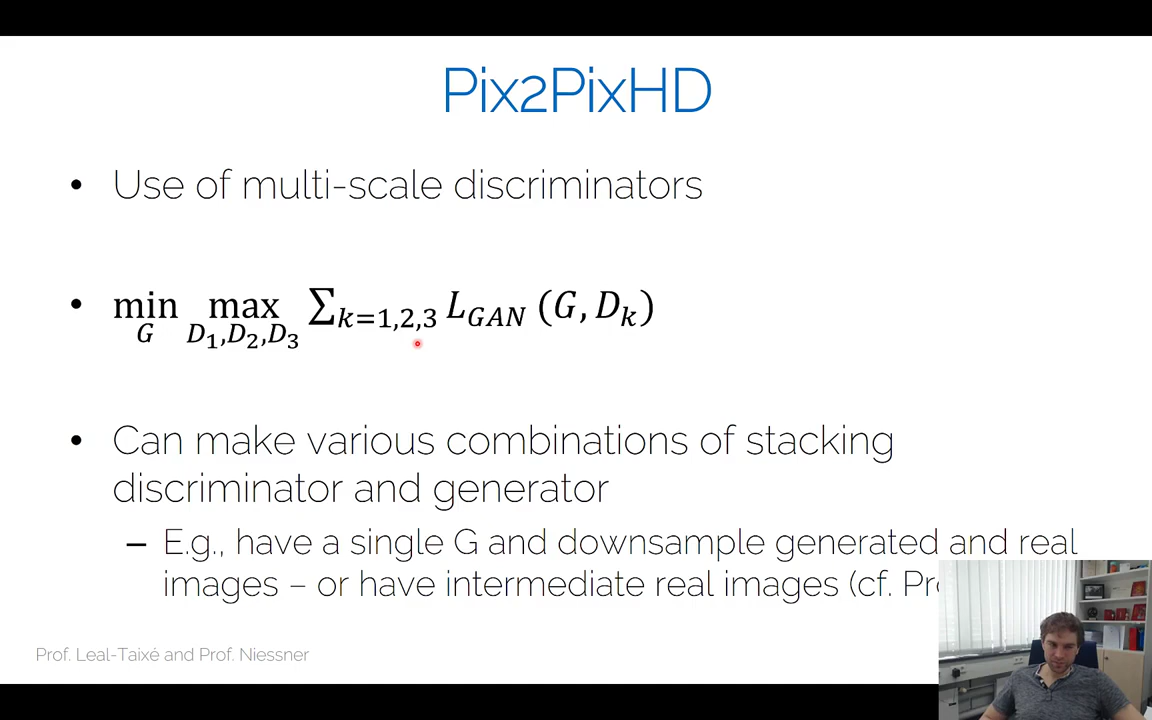 Pix2PixHD
• Use of multi-scale discriminators
• min max ∑k=1,2,3 LGAN (G, Dk)
G D1,D2,D3
• Can make various combinations of stacking
discriminator and generator
– E.g., have a single G and downsample generated and real
images – or have intermediate real images (cf.
Prof. Leal-Taixé and Prof. Niessner